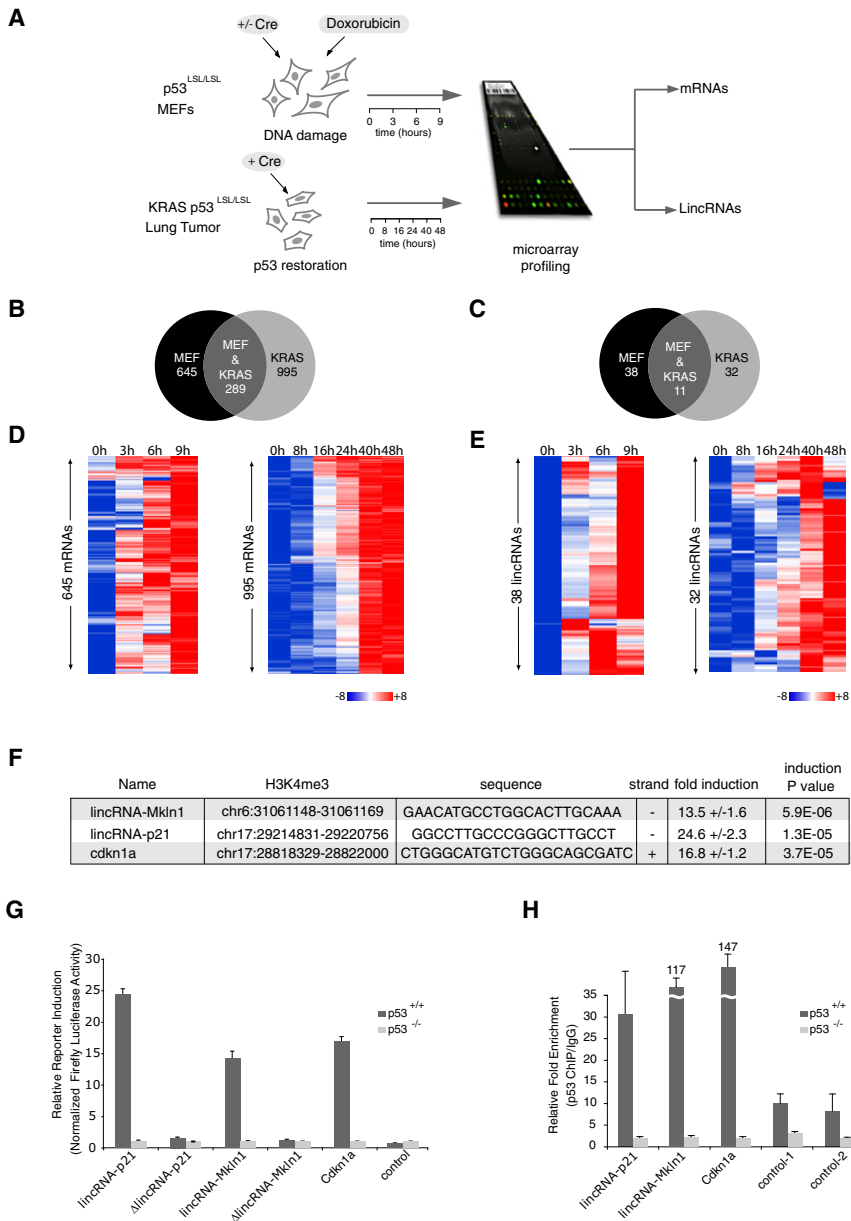 A
+/- Cre
Doxorubicin
p53 LSL/LSL
MEFs
DNA damage
0 3 6 9
time (hours)
+ Cre
KRAS p53 LSL/LSL
Lung Tumor
p53 restoration
0 8 16 24 40 48
time (hours)
microarray
profiling
mRNAs
LincRNAs
B
MEF
645
MEF
&
KRAS
289
KRAS
995
C
MEF
38
MEF
&
KRAS
11
KRAS
32
D
0h 3h 6h 9h
645 mRNAs
0h 8h 16h 24h 40h 48h
995 mRNAs
-8 +8
E
0h 3h 6h 9h
38 lincRNAs
0h 8h 16h 24h 40h 48h
32 lincRNAs
-8 +8
F
Name H3K4me3 sequence strand fold induction induction P value
lincRNA-Mkln1 chr6:31061148-31061169 GAACATGCCTGGCACTTGCAAA - 13.5 +/-1.6 5.9E-06
lincRNA-p21 chr17:29214831-29220756 GGCCTTGCCCGGGCTTGCCT - 24.6 +/-2.3 1.3E-05
cdkn1a chr17:28818329-28822000 CTGGGCATGTCTGGGCAGCGATC + 16.8 +/-1.2 3.7E-05
G
Relative Reporter Induction
(Normalized Firefly Luciferase Activity)
30
25
20
15
10
5
0
p53 +/+
p53 -/-
lincRNA-p21
ΔlincRNA-p21
lincRNA-Mkln1
ΔlincRNA-Mkln1
Cdkn1a
control
H
Relative Fold Enrichment
(p53 ChIP/IgG)
35
30
25
20
15
10
5
0
117
147
p53 +/+
p53 -/-
lincRNA-p21
lincRNA-Mkln1
Cdkn1a
control-1
control-2